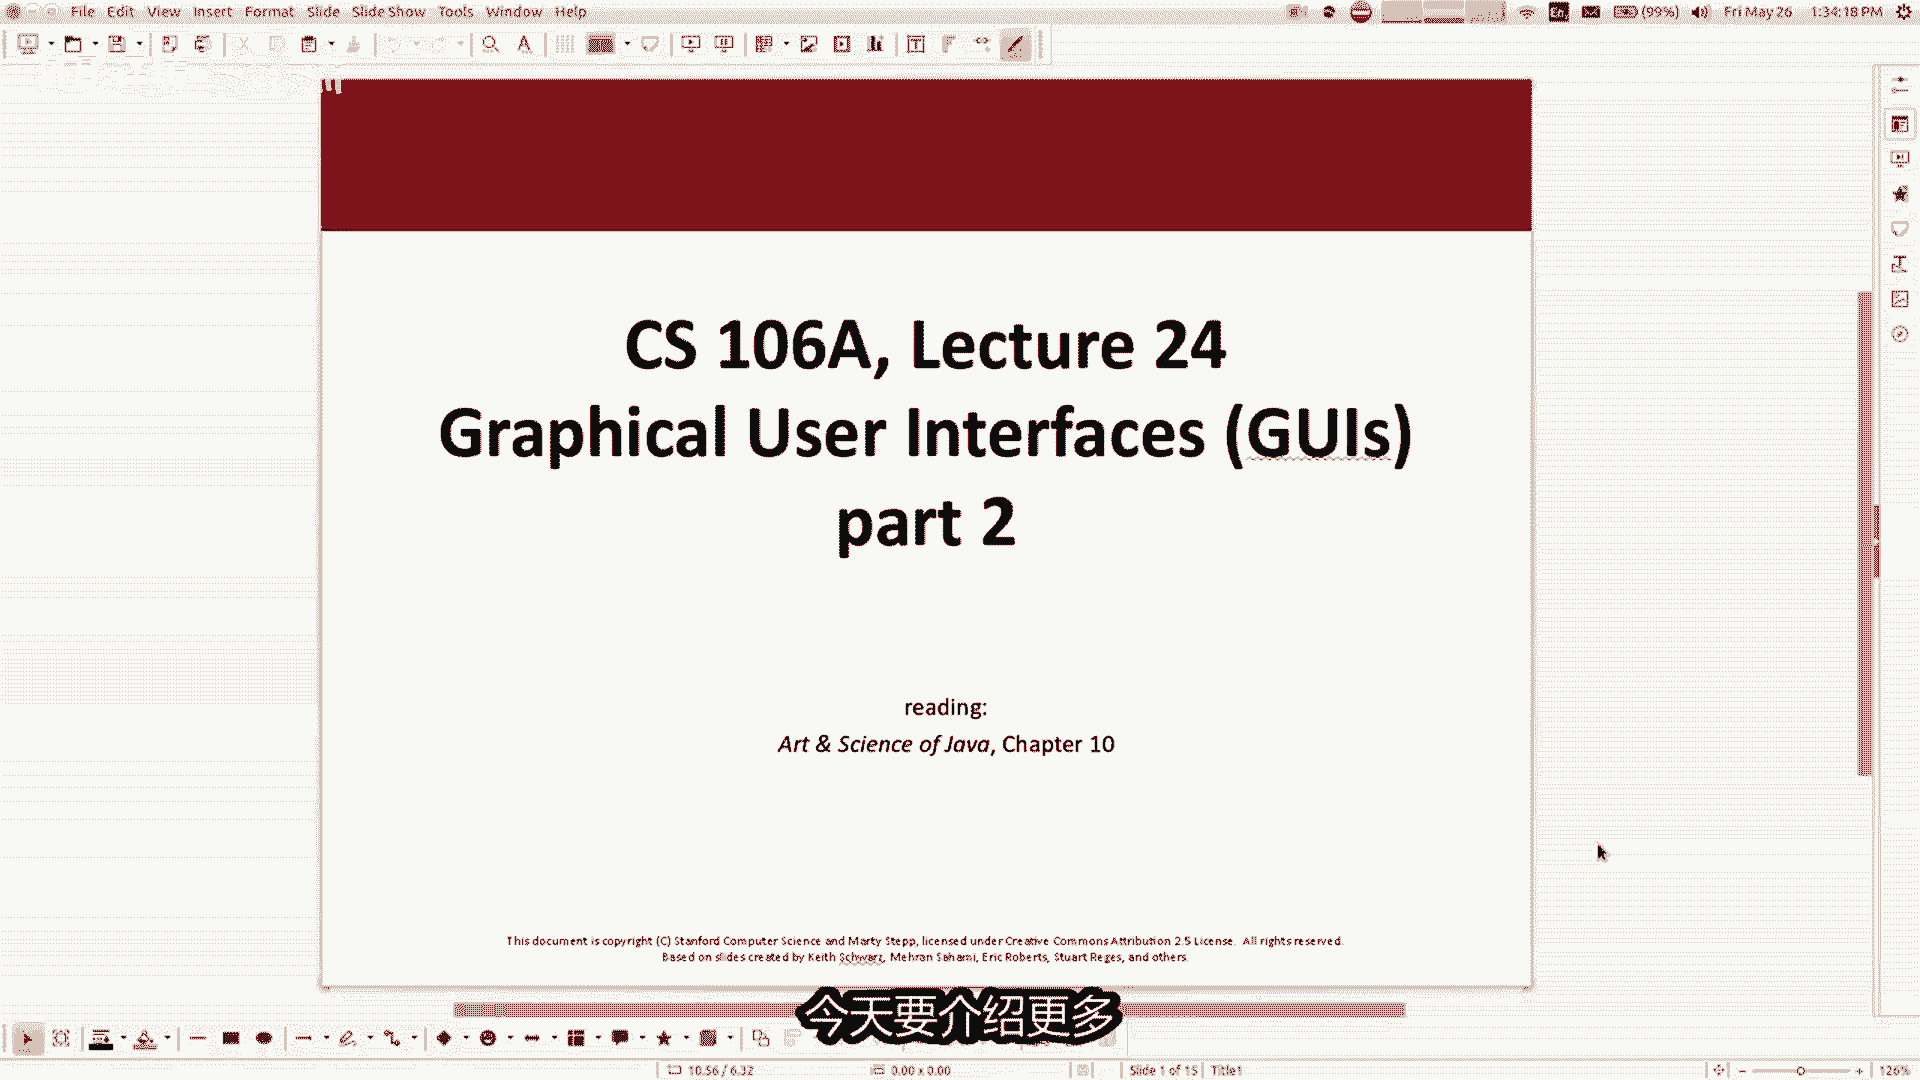 File Edit View Insert Format Slide Slide Show Tools Window Help
En (99%) Fri May 26 1:34:18 PM
CS 106A, Lecture 24
Graphical User Interfaces (GUIs)
part 2
reading:
Art & Science of Java, Chapter 10
This document is copyright (C) Stanford Computer Science and Marty Stepp, licensed under Creative Commons Attribution 2.5 License. All rights reserved.
Based on slides created by Keith Schwarz, Mehran Sahami, Eric Roberts, Stuart Reges, and others.
今天要介绍更多
10.56 / 6.32 0.00 x 0.00 Slide 1 of 15 Title1 126%